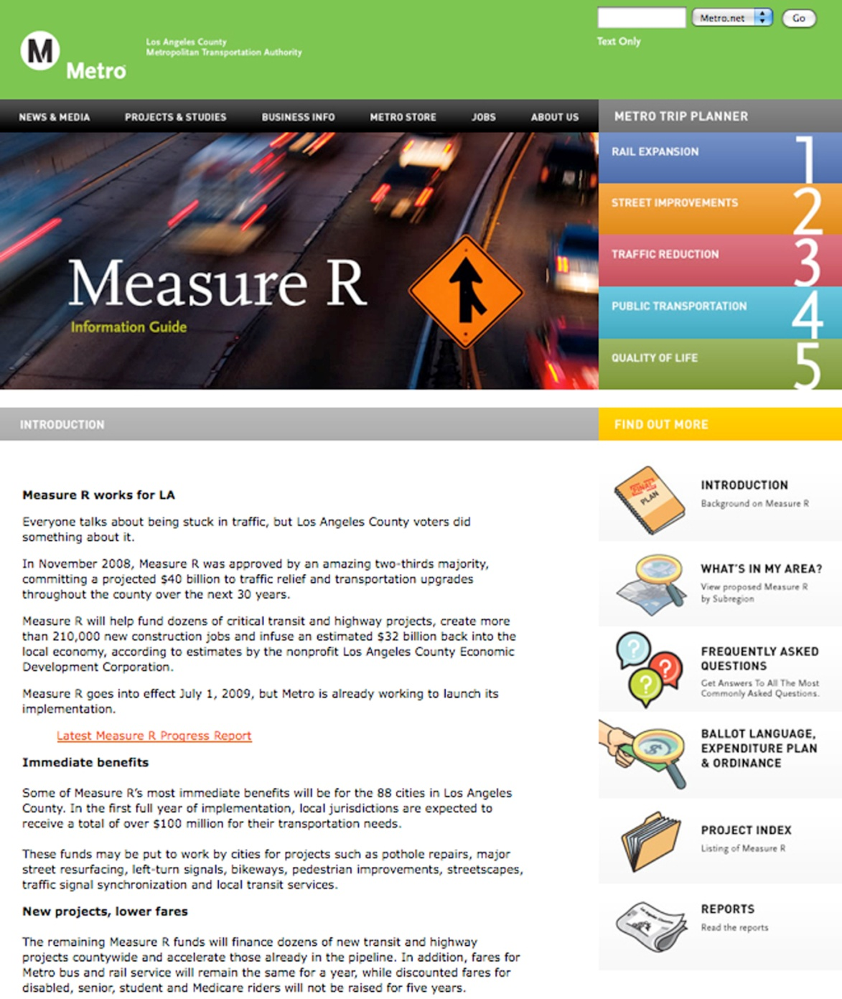 Metro.net
Go
Text Only
M
Metro
Los Angeles County
Metropolitan Transportation Authority
NEWS & MEDIA
PROJECTS & STUDIES
BUSINESS INFO
METRO STORE
JOBS
ABOUT US
METRO TRIP PLANNER
Measure R
Information Guide
RAIL EXPANSION 1
STREET IMPROVEMENTS 2
TRAFFIC REDUCTION 3
PUBLIC TRANSPORTATION 4
QUALITY OF LIFE 5
INTRODUCTION
Measure R works for LA
Everyone talks about being stuck in traffic, but Los Angeles County voters did
something about it.
In November 2008, Measure R was approved by an amazing two-thirds majority,
committing a projected $40 billion to traffic relief and transportation upgrades
throughout the county over the next 30 years.
Measure R will help fund dozens of critical transit and highway projects, create more
than 210,000 new construction jobs and infuse an estimated $32 billion back into the
local economy, according to estimates by the nonprofit Los Angeles County Economic
Development Corporation.
Measure R goes into effect July 1, 2009, but Metro is already working to launch its
implementation.
Latest Measure R Progress Report
Immediate benefits
Some of Measure R's most immediate benefits will be for the 88 cities in Los Angeles
County. In the first full year of implementation, local jurisdictions are expected to
receive a total of over $100 million for their transportation needs.
These funds may be put to work by cities for projects such as pothole repairs, major
street resurfacing, left-turn signals, bikeways, pedestrian improvements, streetscapes,
traffic signal synchronization and local transit services.
New projects, lower fares
The remaining Measure R funds will finance dozens of new transit and highway
projects countywide and accelerate those already in the pipeline. In addition, fares for
Metro bus and rail service will remain the same for a year, while discounted fares for
disabled, senior, student and Medicare riders will not be raised for five years.
FIND OUT MORE
FINAL
PLAN
INTRODUCTION
Background on Measure R
WHAT'S IN MY AREA?
View proposed Measure R
by Subregion
? ? ?
FREQUENTLY ASKED
QUESTIONS
Get Answers To All The Most
Commonly Asked Questions.
$
BALLOT LANGUAGE,
EXPENDITURE PLAN
& ORDINANCE
PROJECT INDEX
Listing of Measure R
Los Angeles
REPORTS
Read the reports